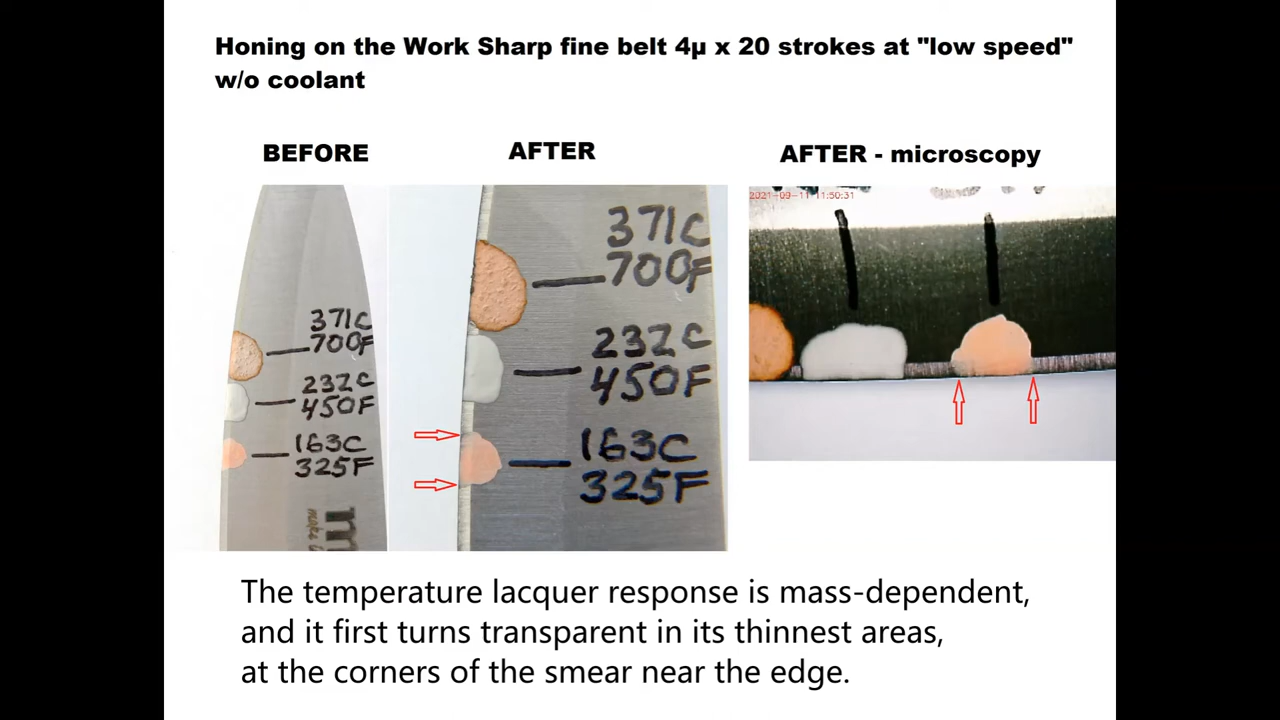 Honing on the Work Sharp fine belt 4µ x 20 strokes at "low speed"
w/o coolant
BEFORE
AFTER
AFTER - microscopy
371C
700F
232C
450F
163C
325F
371C
700F
232C
450F
163C
325F
2021-09-11 11:50:31
The temperature lacquer response is mass-dependent,
and it first turns transparent in its thinnest areas,
at the corners of the smear near the edge.